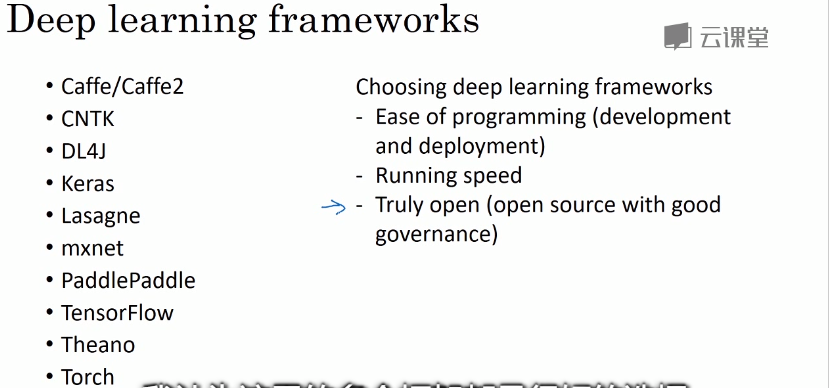 Deep learning frameworks
云课堂
• Caffe/Caffe2
• CNTK
• DL4J
• Keras
• Lasagne
• mxnet
• PaddlePaddle
• TensorFlow
• Theano
• Torch
Choosing deep learning frameworks
- Ease of programming (development
and deployment)
- Running speed
- Truly open (open source with good
governance)